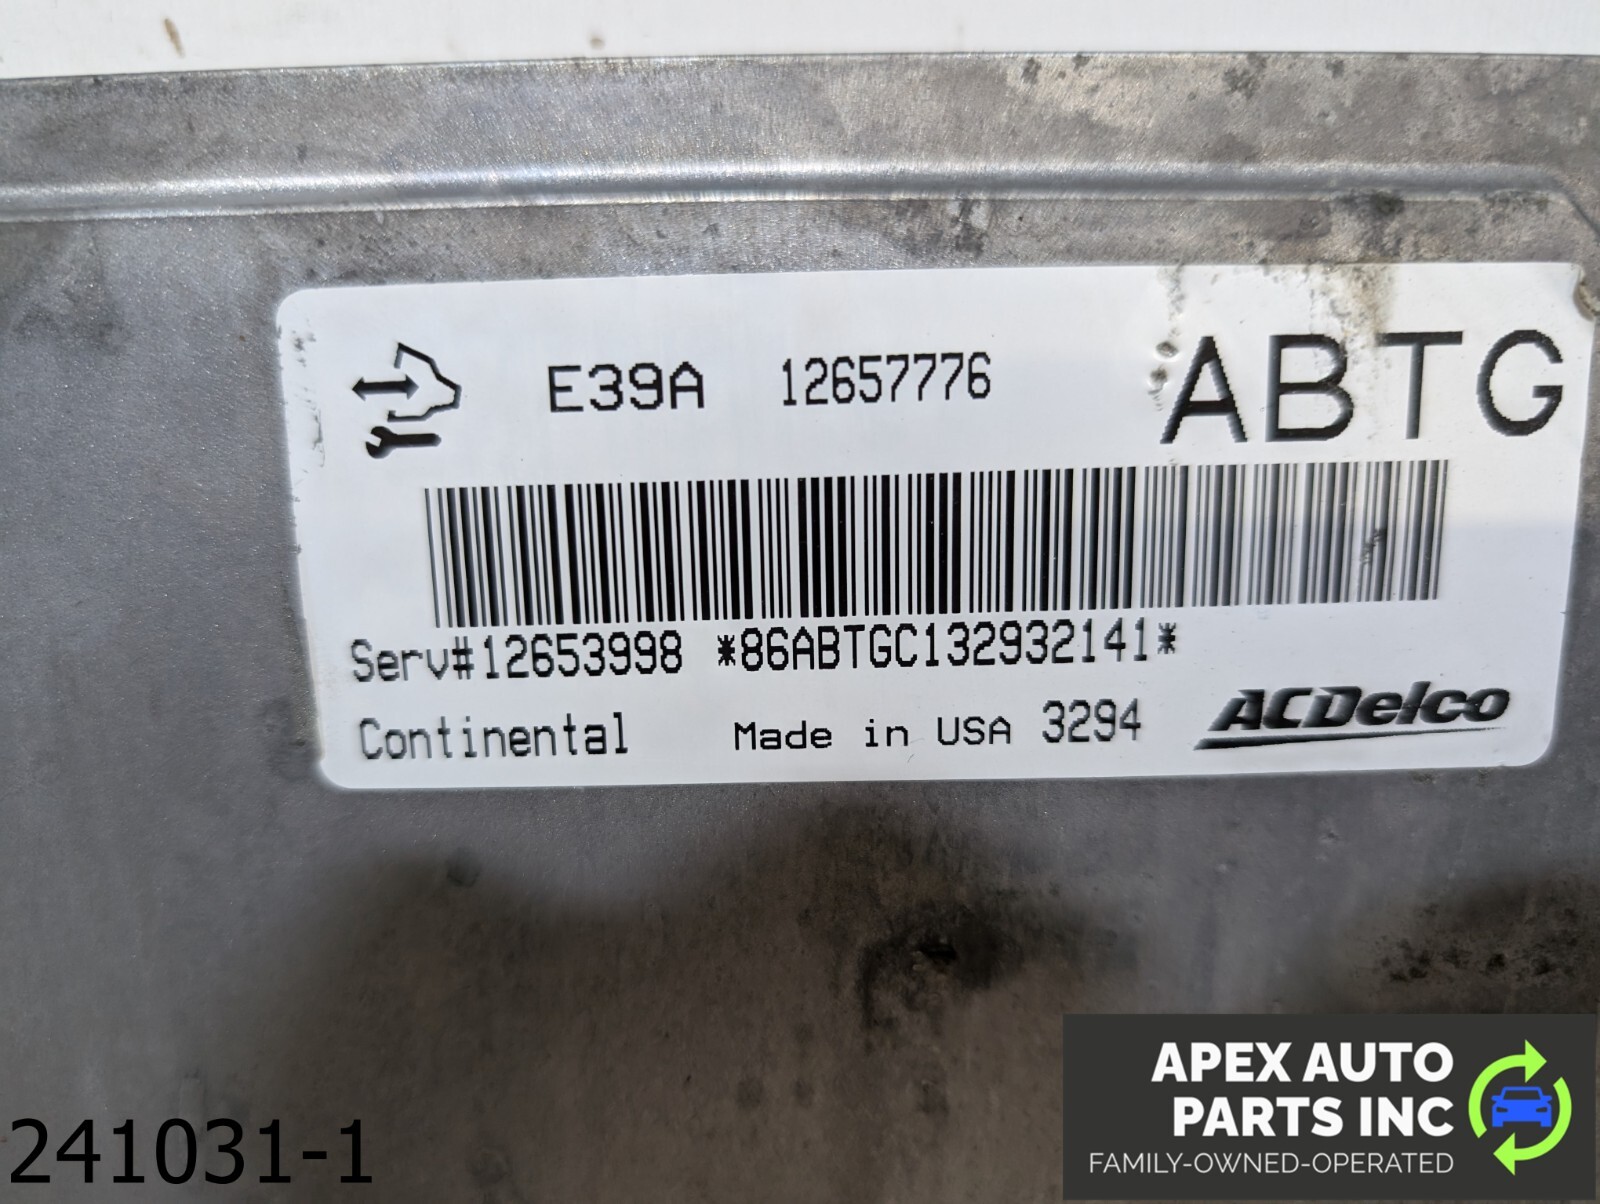 E39A 12657776 ABTG
Serv#12653998 *86ABTGC132932141*
Continental Made in USA 3294 ACDelco
241031-1
APEX AUTO
PARTS INC
FAMILY-OWNED-OPERATED